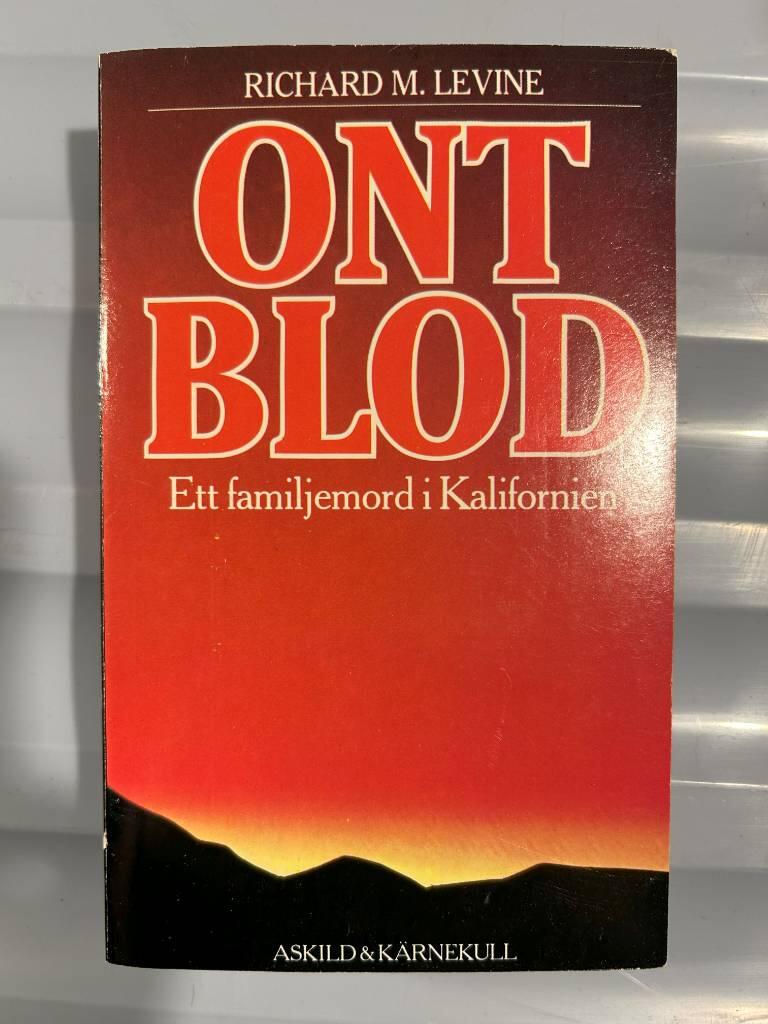 RICHARD M. LEVINE
ONT
BLOD
Ett familjemord i Kalifornien
ASKILD & KÄRNEKULL